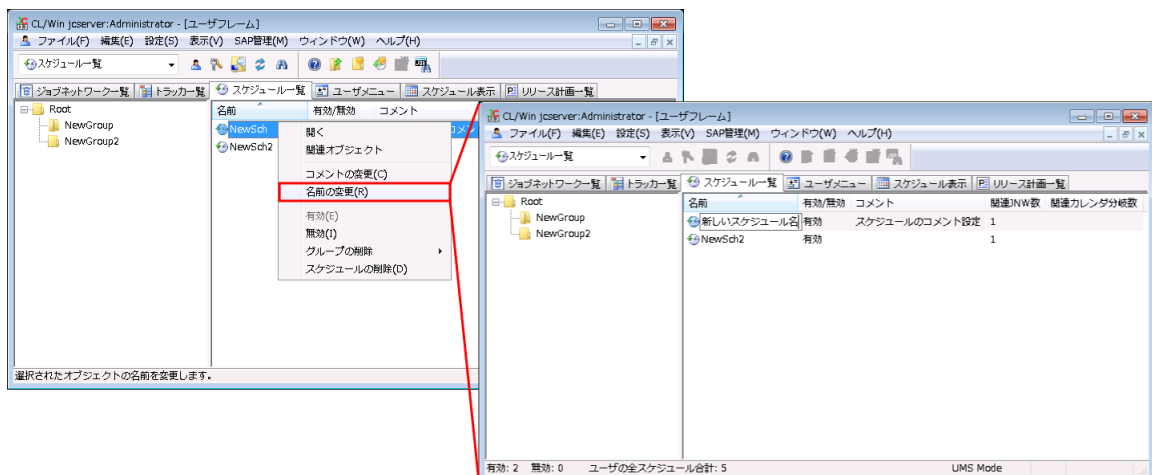 CL/Win jcserver:Administrator - [ユーザフレーム]
ファイル(F) 編集(E) 設定(S) 表示(V) SAP管理(M) ウィンドウ(W) ヘルプ(H)
スケジュール一覧
ジョブネットワーク一覧 トラッカ一覧 スケジュール一覧 ユーザメニュー スケジュール表示 リリース計画一覧
Root
NewGroup
NewGroup2
名前 有効/無効 コメント
NewSch
NewSch2
開く
関連オブジェクト
コメントの変更(C)
名前の変更(R)
有効(E)
無効(I)
グループの削除
スケジュールの削除(D)
選択されたオブジェクトの名前を変更します。
CL/Win jcserver:Administrator - [ユーザフレーム]
ファイル(F) 編集(E) 設定(S) 表示(V) SAP管理(M) ウィンドウ(W) ヘルプ(H)
スケジュール一覧
ジョブネットワーク一覧 トラッカ一覧 スケジュール一覧 ユーザメニュー スケジュール表示 リリース計画一覧
Root
NewGroup
NewGroup2
名前 有効/無効 コメント 関連JNW数 関連カレンダ分岐数
新しいスケジュール名 有効 スケジュールのコメント設定 1
NewSch2 有効 1
有効: 2 無効: 0 ユーザの全スケジュール合計: 5 UMS Mode